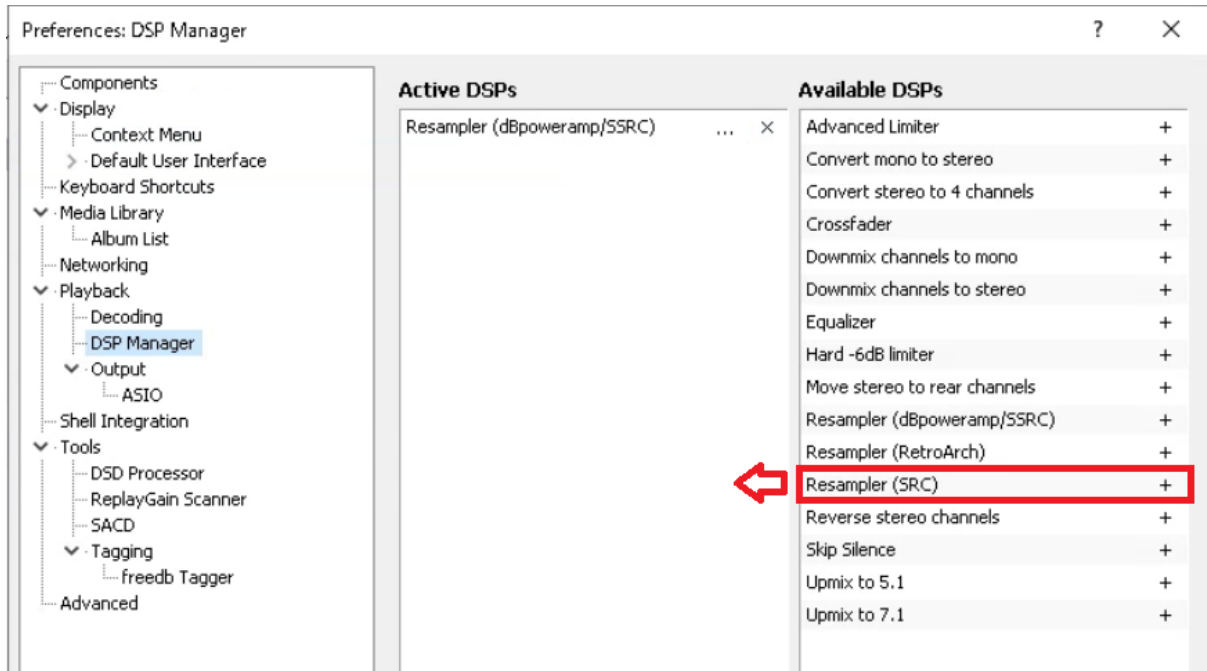 Preferences: DSP Manager
?
Components
Display
Context Menu
Default User Interface
Keyboard Shortcuts
Media Library
Album List
Networking
Playback
Decoding
DSP Manager
Output
ASIO
Shell Integration
Tools
DSD Processor
ReplayGain Scanner
SACD
Tagging
freedb Tagger
Advanced
Active DSPs
Resampler (dBpoweramp/SSRC) ... ×
Available DSPs
Advanced Limiter +
Convert mono to stereo +
Convert stereo to 4 channels +
Crossfader +
Downmix channels to mono +
Downmix channels to stereo +
Equalizer +
Hard -6dB limiter +
Move stereo to rear channels +
Resampler (dBpoweramp/SSRC) +
Resampler (RetroArch) +
Resampler (SRC) +
Reverse stereo channels +
Skip Silence +
Upmix to 5.1 +
Upmix to 7.1 +